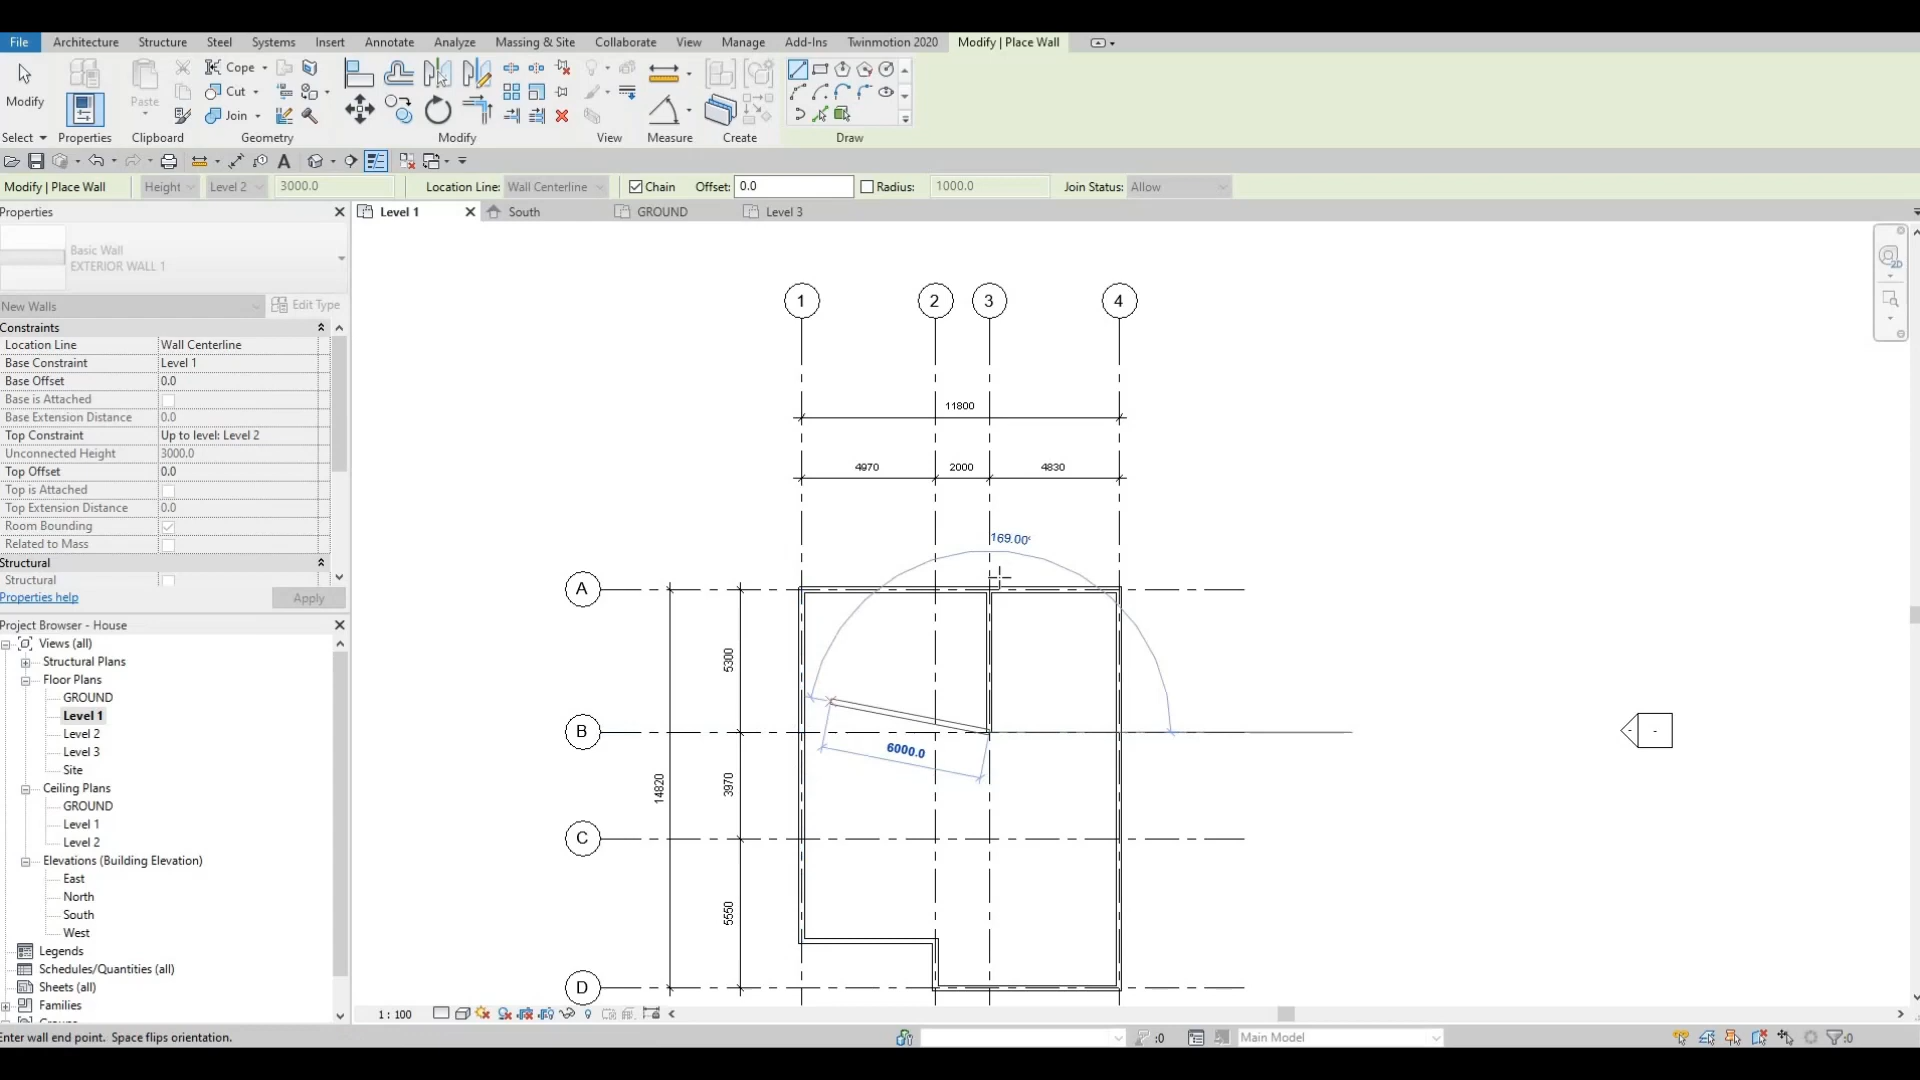 File Architecture Structure Steel Systems Insert Annotate Analyze Massing & Site Collaborate View Manage Add-Ins Twinmotion 2020 Modify | Place Wall
Modify
Paste
Cope
Cut
Join
Select Properties Clipboard Geometry Modify View Measure Create Draw
A
Modify | Place Wall Height Level 2 3000.0 Location Line: Wall Centerline Chain Offset: 0.0 Radius: 1000.0 Join Status: Allow
Properties
Level 1 South GROUND Level 3
Basic Wall
EXTERIOR WALL 1
New Walls Edit Type
Constraints
Location Line Wall Centerline
Base Constraint Level 1
Base Offset 0.0
Base is Attached
Base Extension Distance 0.0
Top Constraint Up to level: Level 2
Unconnected Height 3000.0
Top Offset 0.0
Top is Attached
Top Extension Distance 0.0
Room Bounding
Related to Mass
Structural
Structural
Properties help Apply
Project Browser - House
Views (all)
Structural Plans
Floor Plans
GROUND
Level 1
Level 2
Level 3
Site
Ceiling Plans
GROUND
Level 1
Level 2
Elevations (Building Elevation)
East
North
South
West
Legends
Schedules/Quantities (all)
Sheets (all)
Families
2D
1 2 3 4
11800
4970 2000 4830
169.00°
A
5300
B
6000.0
14820
3970
C
5550
D
1 : 100
Enter wall end point. Space flips orientation.
:0
Main Model
:0